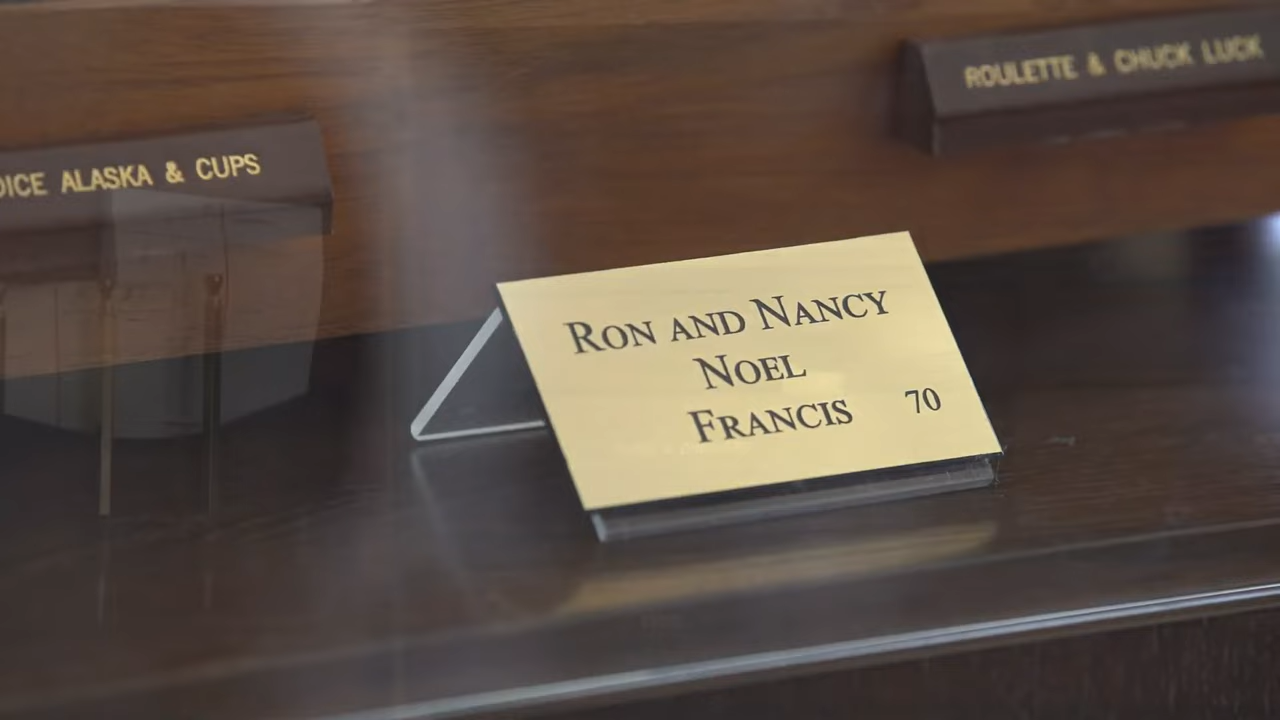 ROULETTE & CHUCK LUCK
DICE ALASKA & CUPS
RON AND NANCY
NOEL
FRANCIS 70